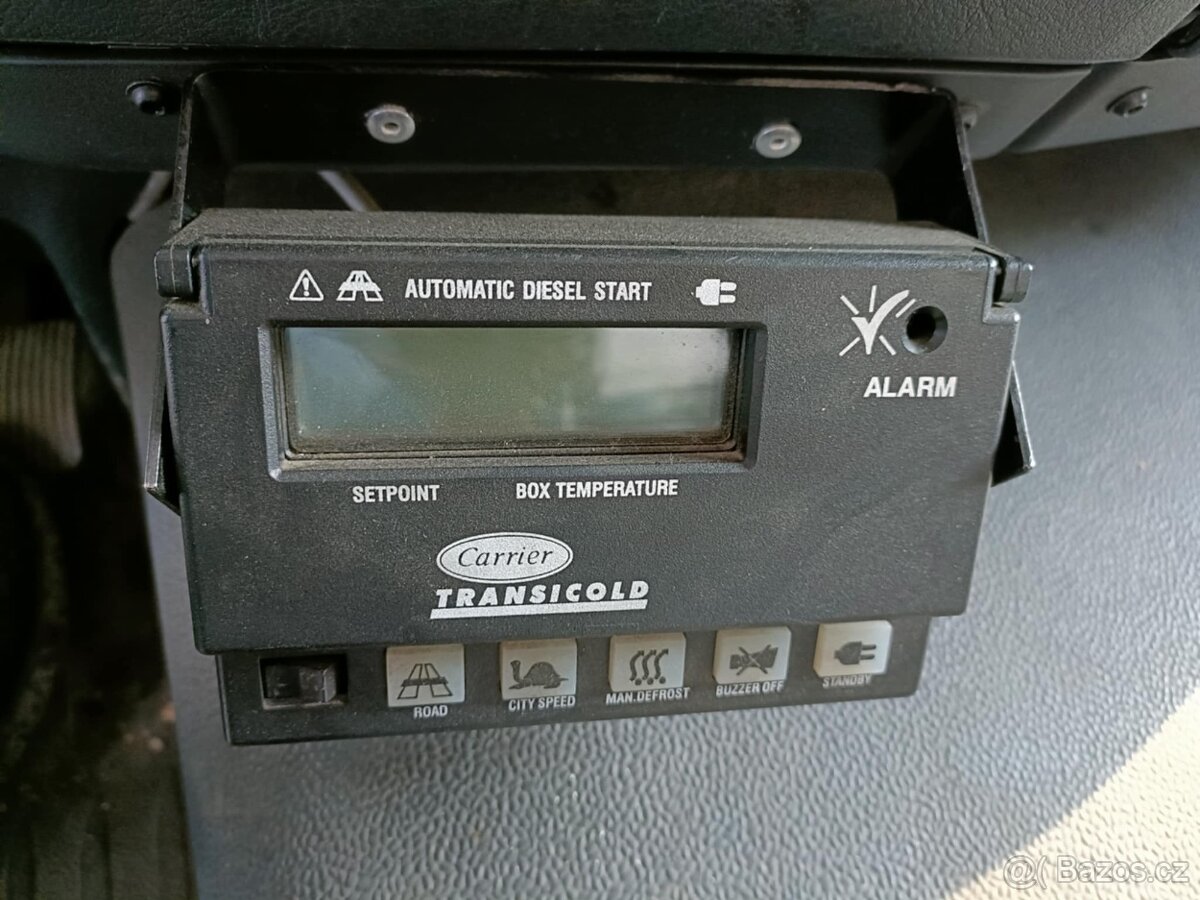 AUTOMATIC DIESEL START
ALARM
SETPOINT
BOX TEMPERATURE
Carrier
TRANSICOLD
ROAD
CITY SPEED
MAN.DEFROST
BUZZER OFF
STANDBY
Bazos.cz